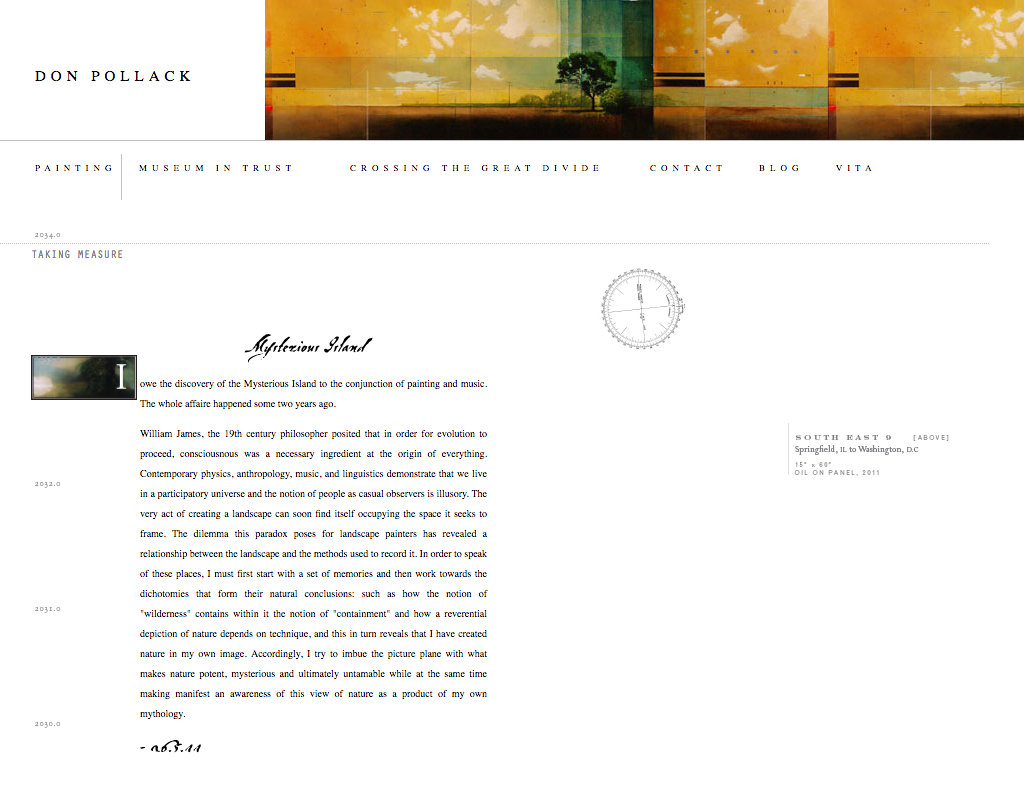 DON POLLACK
PAINTING MUSEUM IN TRUST CROSSING THE GREAT DIVIDE CONTACT BLOG VITA
2034.0
TAKING MEASURE
Mysterious Island
I owe the discovery of the Mysterious Island to the conjunction of painting and music.
The whole affaire happened some two years ago.
William James, the 19th century philosopher posited that in order for evolution to
proceed, consciousnous was a necessary ingredient at the origin of everything.
Contemporary physics, anthropology, music, and linguistics demonstrate that we live
in a participatory universe and the notion of people as casual observers is illusory. The
very act of creating a landscape can soon find itself occupying the space it seeks to
frame. The dilemma this paradox poses for landscape painters has revealed a
relationship between the landscape and the methods used to record it. In order to speak
of these places, I must first start with a set of memories and then work towards the
dichotomies that form their natural conclusions: such as how the notion of
"wilderness" contains within it the notion of "containment" and how a reverential
depiction of nature depends on technique, and this in turn reveals that I have created
nature in my own image. Accordingly, I try to imbue the picture plane with what
makes nature potent, mysterious and ultimately untamable while at the same time
making manifest an awareness of this view of nature as a product of my own
mythology.
2032.0
2031.0
2030.0
SOUTH EAST 9 [ABOVE]
Springfield, IL to Washington, D.C
15" x 60"
OIL ON PANEL, 2011